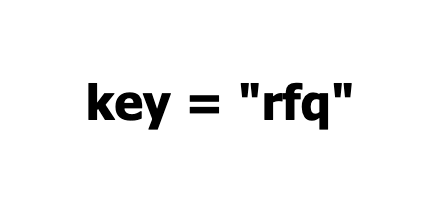 key = "rfq"